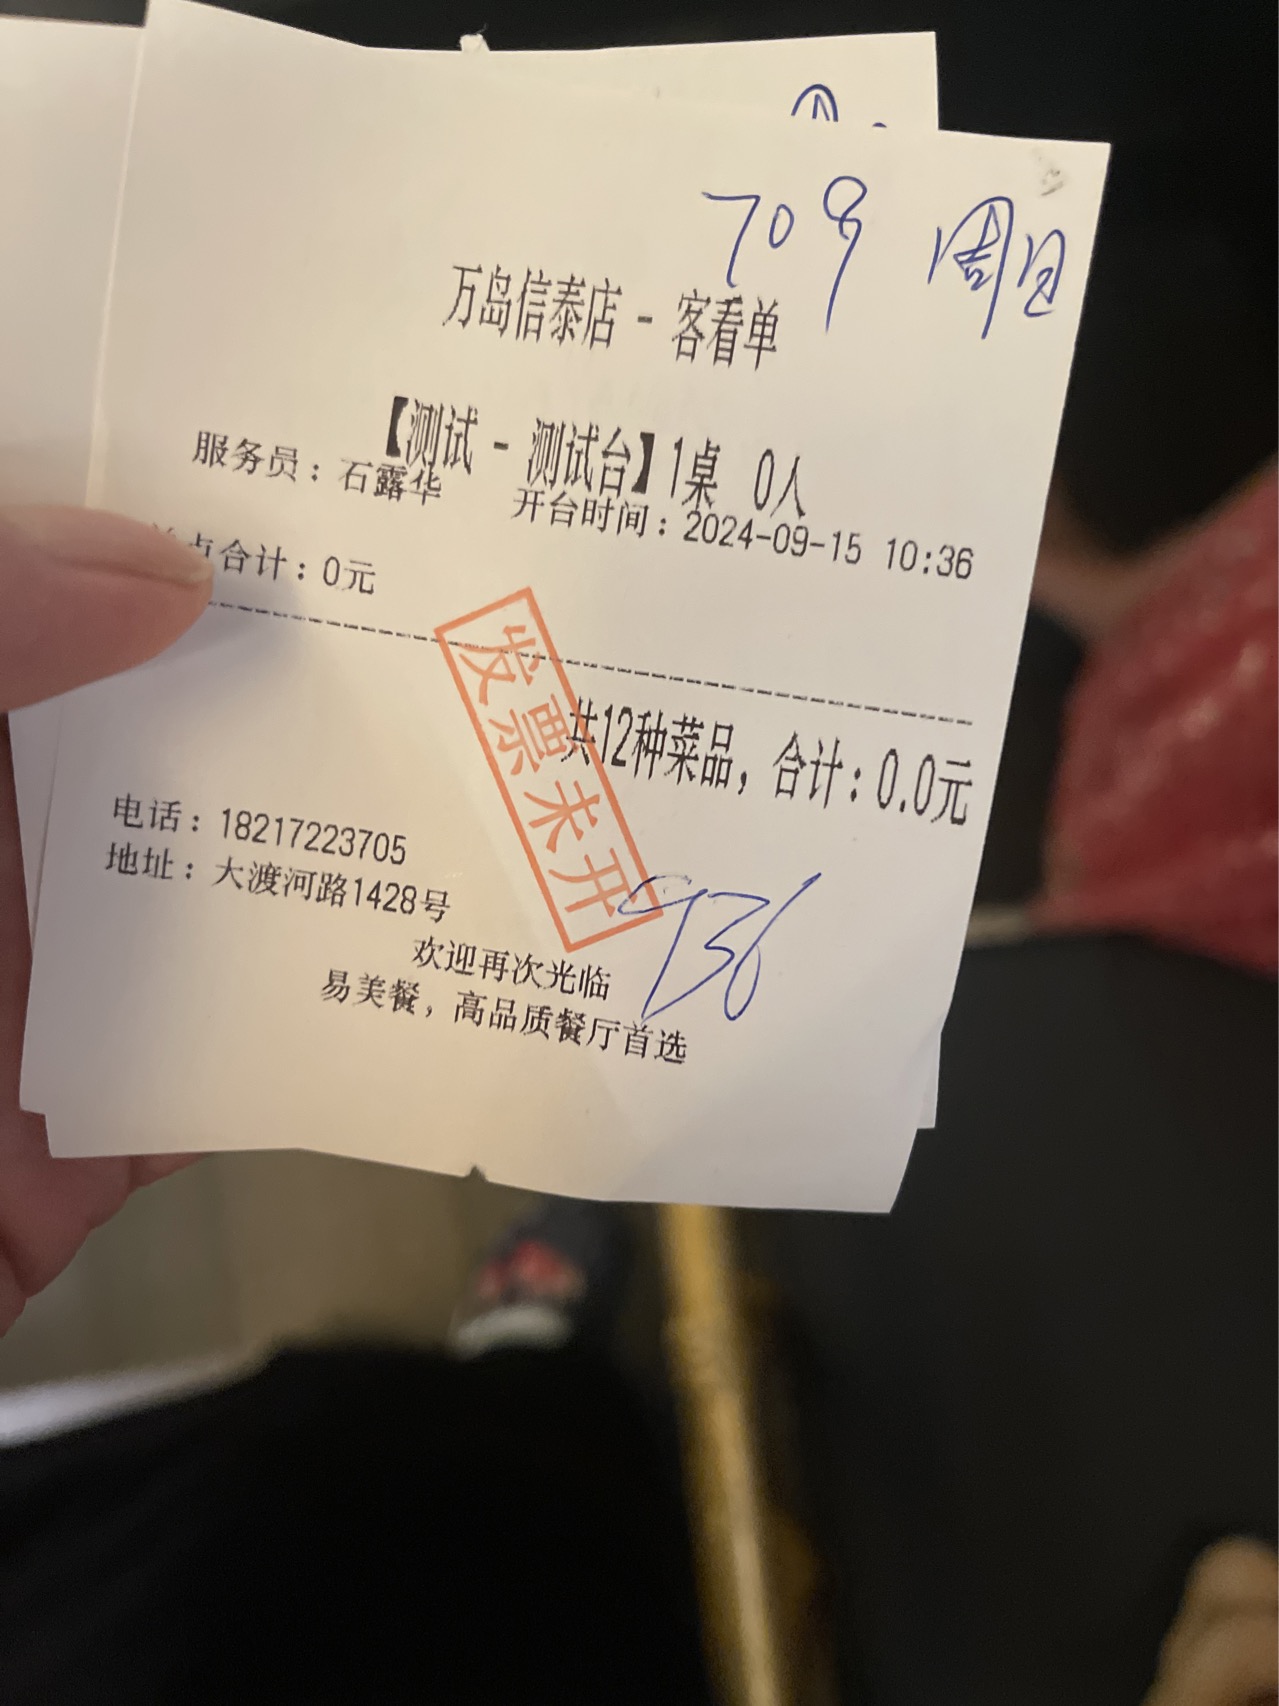 709 周日
万岛信泰店 - 客看单
【测试 - 测试台】1桌 0人
服务员：石露华 开台时间：2024-09-15 10:36
点合计：0元
发票未开
共12种菜品，合计：0.0元
电话：18217223705
地址：大渡河路1428号
936
欢迎再次光临
易美餐，高品质餐厅首选